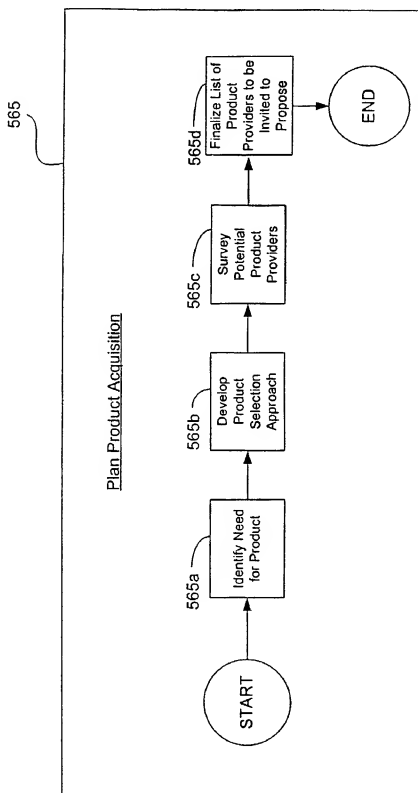 565
Plan Product Acquisition
START
565a
Identify Need
for Product
565b
Develop
Product
Selection
Approach
565c
Survey
Potential
Product
Providers
565d
Finalize List of
Product
Providers to be
Invited to
Propose
END